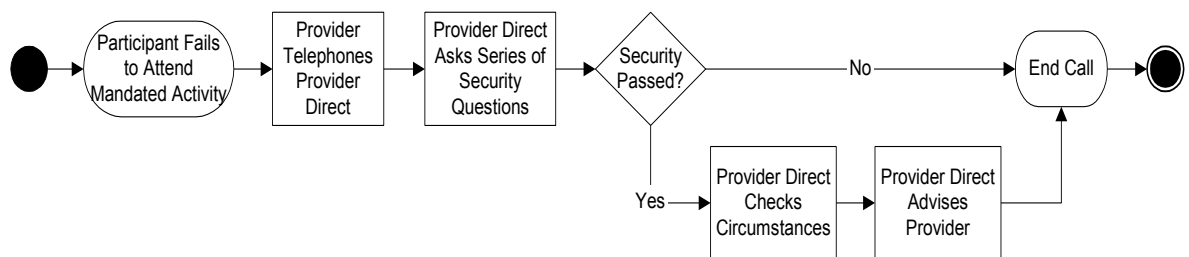 Participant Fails
to Attend
Mandated Activity
Provider
Telephones
Provider
Direct
Provider Direct
Asks Series of
Security
Questions
Security
Passed?
No
End Call
Yes
Provider Direct
Checks
Circumstances
Provider Direct
Advises
Provider